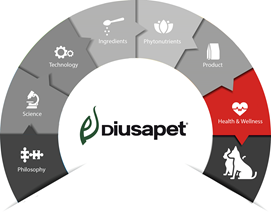 Ingredients
Phytonutrients
Technology
Product
Science
Health & Wellness
Philosophy
DIUSAPET®